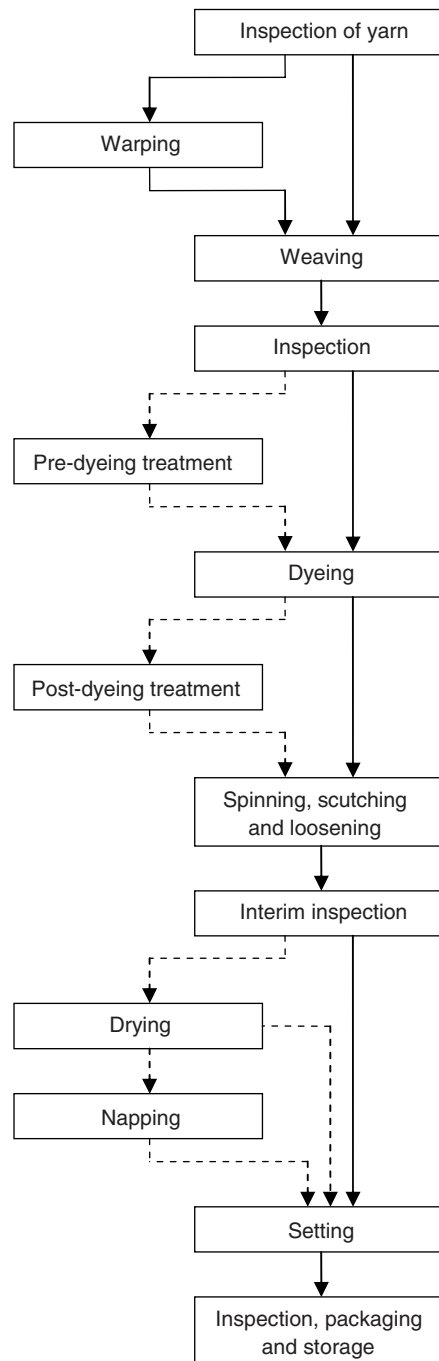 Inspection of yarn
Warping
Weaving
Inspection
Pre-dyeing treatment
Dyeing
Post-dyeing treatment
Spinning, scutching
and loosening
Interim inspection
Drying
Napping
Setting
Inspection, packaging
and storage